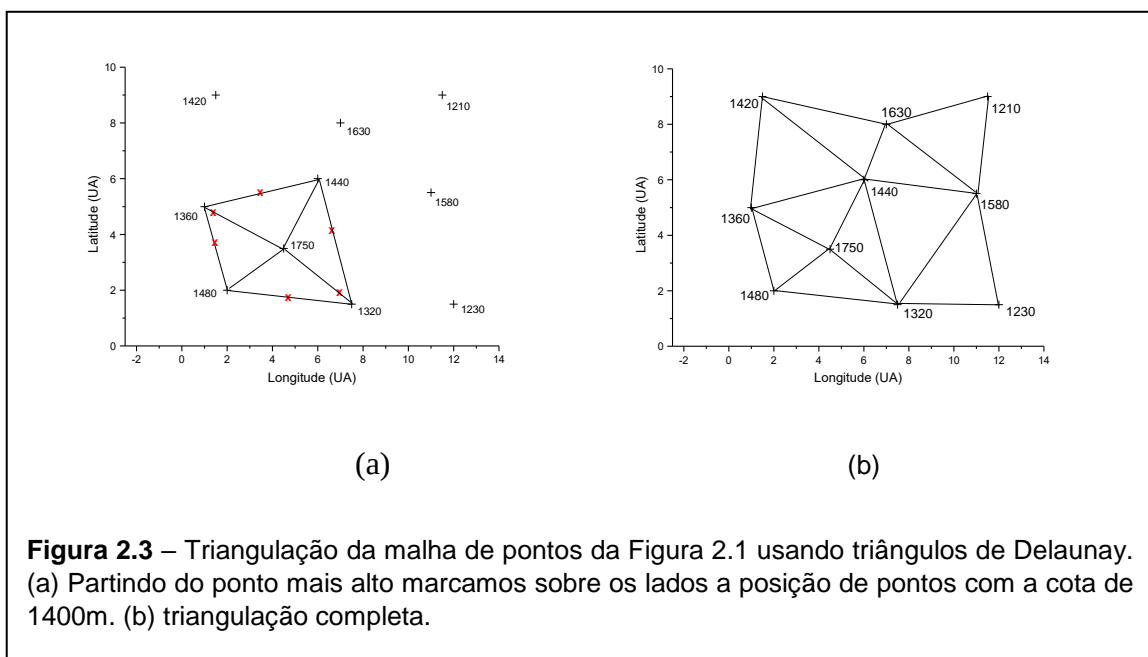 10
8
6
4
2
0
Latitude (UA)
1420
1210
1630
1440
1580
1360
1750
1480
1320
1230
-2 0 2 4 6 8 10 12 14
Longitude (UA)
(a)
10
8
6
4
2
0
Latitude (UA)
1420
1630
1210
1440
1580
1360
1750
1480
1320
1230
-2 0 2 4 6 8 10 12 14
Longitude (UA)
(b)
Figura 2.3 – Triangulação da malha de pontos da Figura 2.1 usando triângulos de Delaunay.
(a) Partindo do ponto mais alto marcamos sobre os lados a posição de pontos com a cota de
1400m. (b) triangulação completa.